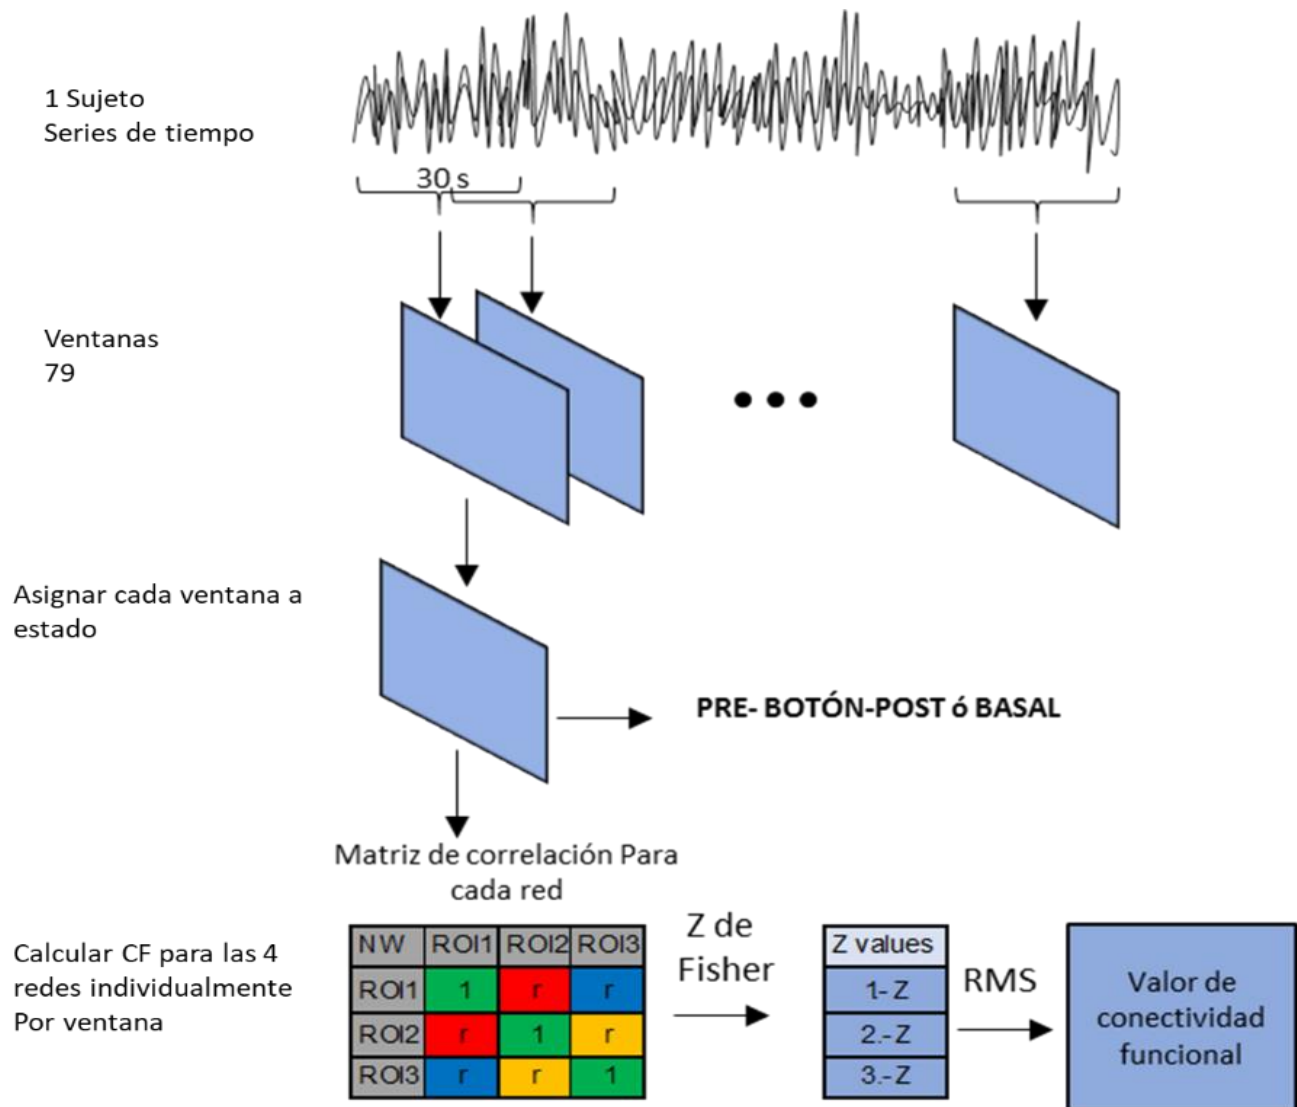 1 Sujeto
Series de tiempo
30 s
Ventanas
79
Asignar cada ventana a
estado
PRE- BOTÓN-POST ó BASAL
Matriz de correlación Para
cada red
Calcular CF para las 4
redes individualmente
Por ventana
NW ROI1 ROI2 ROI3
ROI1 1 r r
ROI2 r 1 r
ROI3 r r 1
Z de
Fisher
Z values
1.- Z
2.- Z
3.- Z
RMS
Valor de
conectividad
funcional